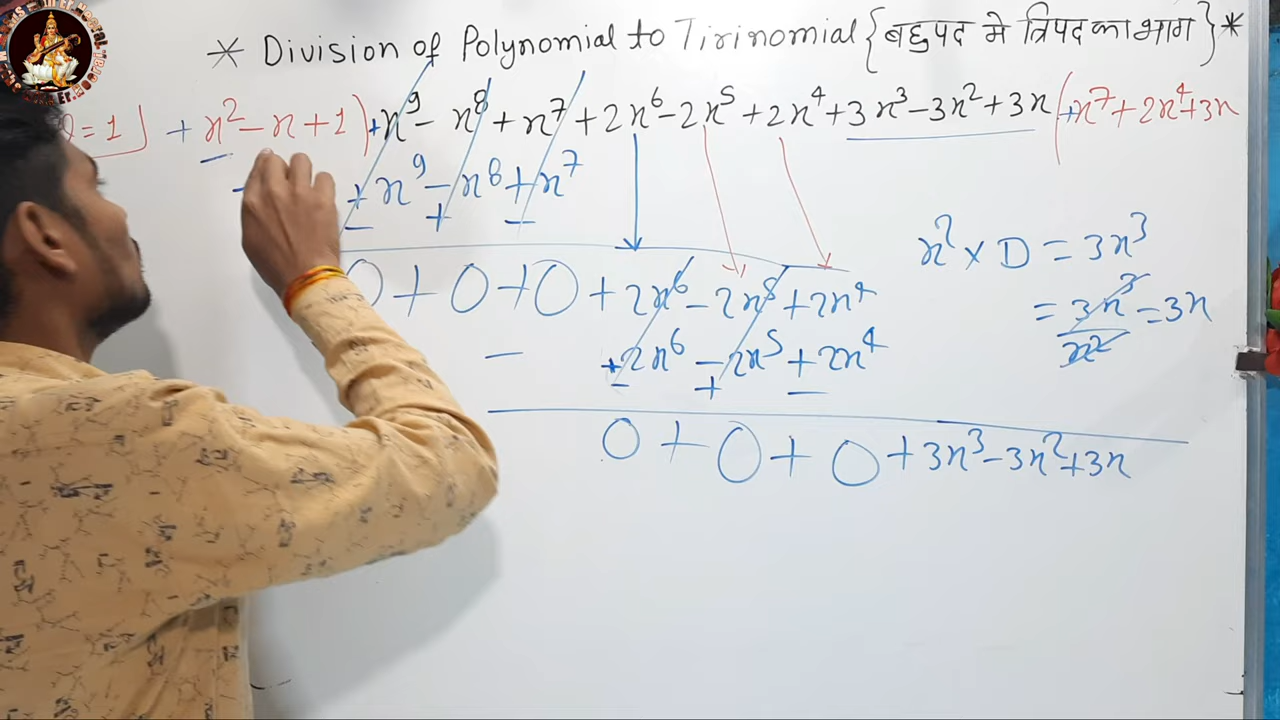 * Division of Polynomial to Tirinomial {बहुपद मे त्रिपद का भाग} *
=1 + x² - x + 1) +x⁹ - x⁸ + x⁷ + 2x⁶ - 2x⁵ + 2x⁴ + 3x³ - 3x² + 3x (+x⁷ + 2x⁴ + 3x
+x⁹ - x⁸ + x⁷
- + -
0 + 0 + 0 + 2x⁶ - 2x⁵ + 2x⁴
- +2x⁶ - 2x⁵ + 2x⁴
- + -
0 + 0 + 0 + 3x³ - 3x² + 3x
x² × D = 3x³
= 3x³/x² = 3x